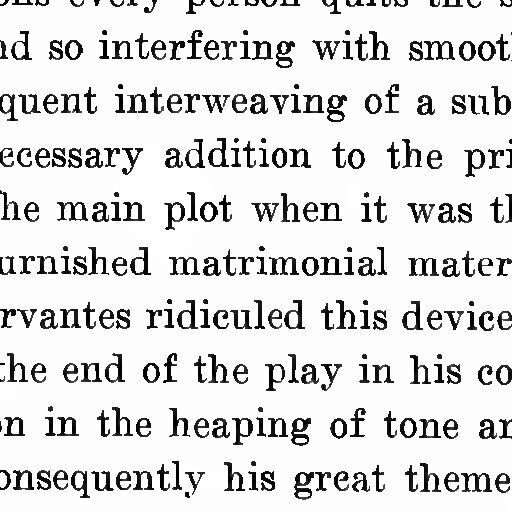 ons every person quits the s
nd so interfering with smoot
quent interweaving of a sub
ecessary addition to the pri
he main plot when it was th
urnished matrimonial mater
rvantes ridiculed this device
the end of the play in his co
on in the heaping of tone an
onsequently his great theme